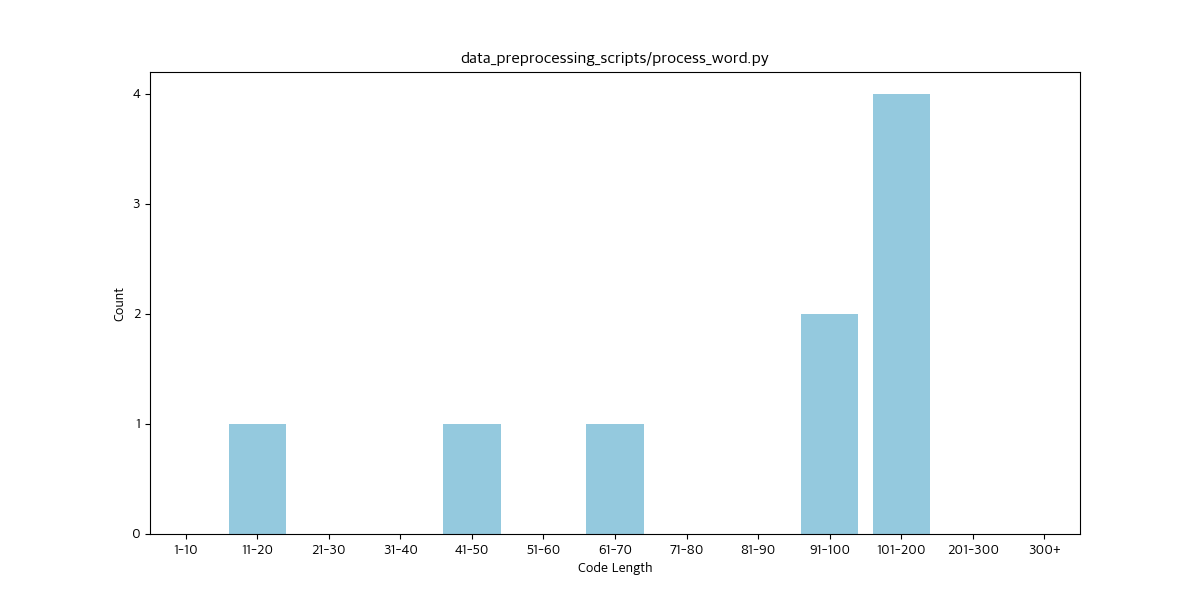 data_preprocessing_scripts/process_word.py
4
3
2
1
0
Count
1-10 11-20 21-30 31-40 41-50 51-60 61-70 71-80 81-90 91-100 101-200 201-300 300+
Code Length